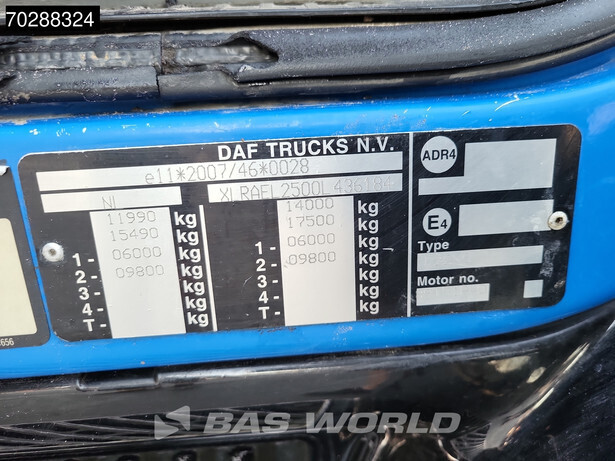 70288324
DAF TRUCKS N.V.
e11*2007/46*0028
NL XLRAEL2500L
11990 kg 14000 kg
15490 kg 17500 kg
1- 06000 kg 1- 06000 kg
2- 09800 kg 2- 09800 kg
3- kg 3- kg
4- kg 4- kg
T- kg T- kg
ADR4
E4
Type
Motor no.
2656
BAS WORLD